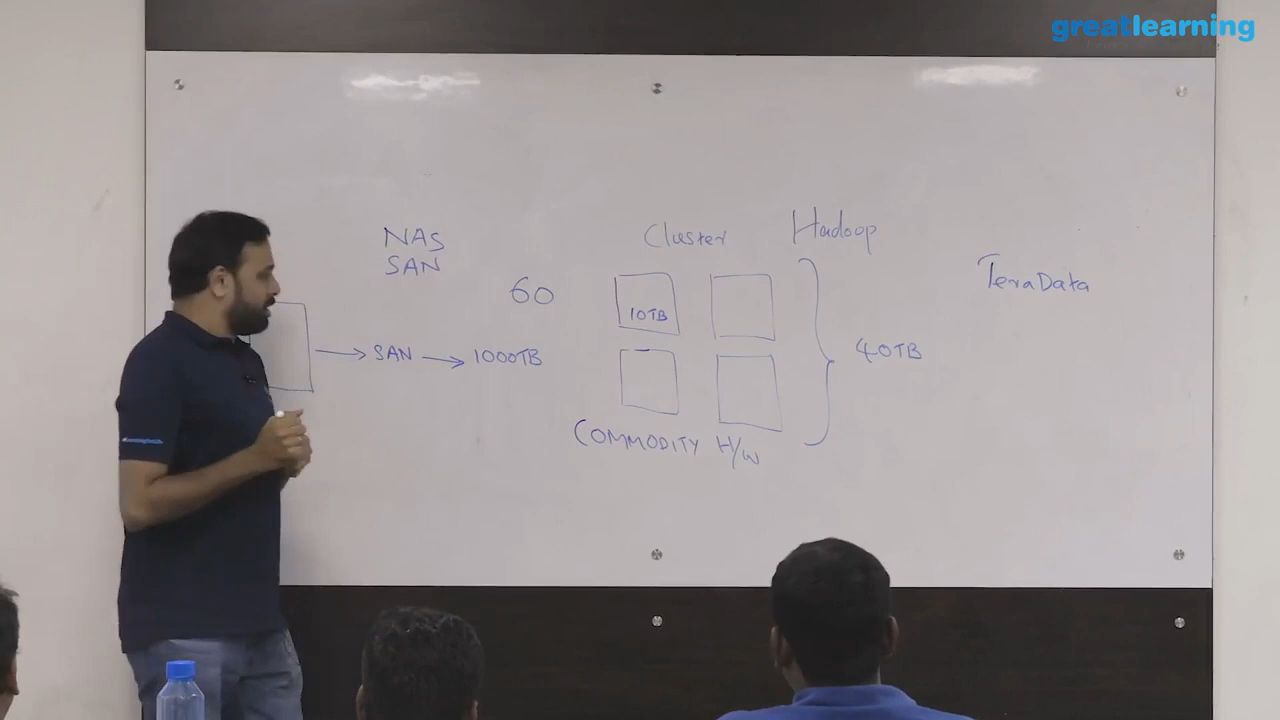 greatlearning
NAS
SAN
60
SAN
1000TB
Cluster
Hadoop
10TB
COMMODITY H/W
40TB
TeraData